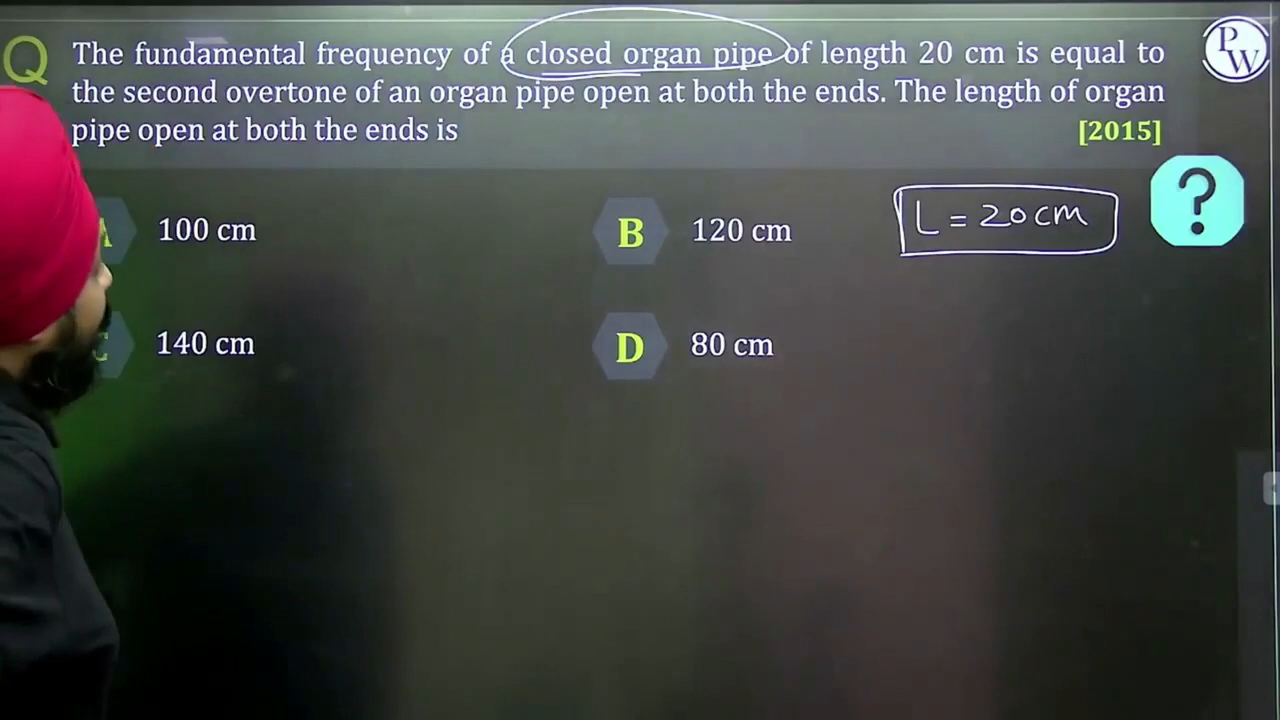 Q The fundamental frequency of a closed organ pipe of length 20 cm is equal to
the second overtone of an organ pipe open at both the ends. The length of organ
pipe open at both the ends is [2015]
A 100 cm B 120 cm
C 140 cm D 80 cm
L = 20 cm
?
PW